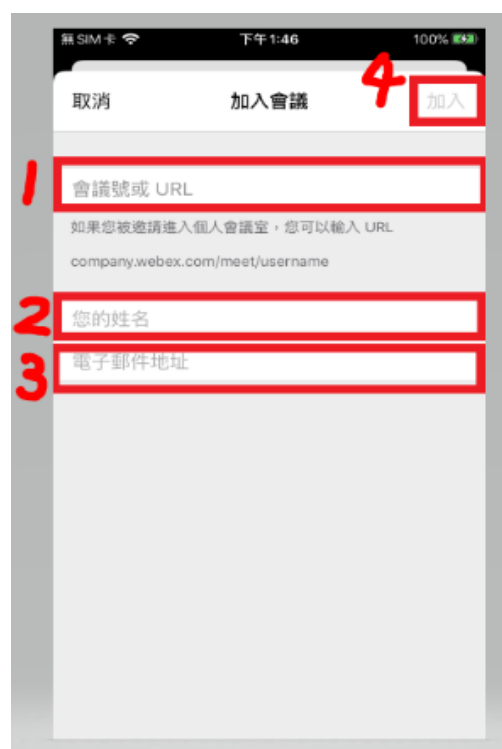 無 SIM 卡 下午1:46 100%
4
取消 加入會議 加入
1
會議號或 URL
如果您被邀請進入個人會議室，您可以輸入 URL
company.webex.com/meet/username
2
您的姓名
3
電子郵件地址